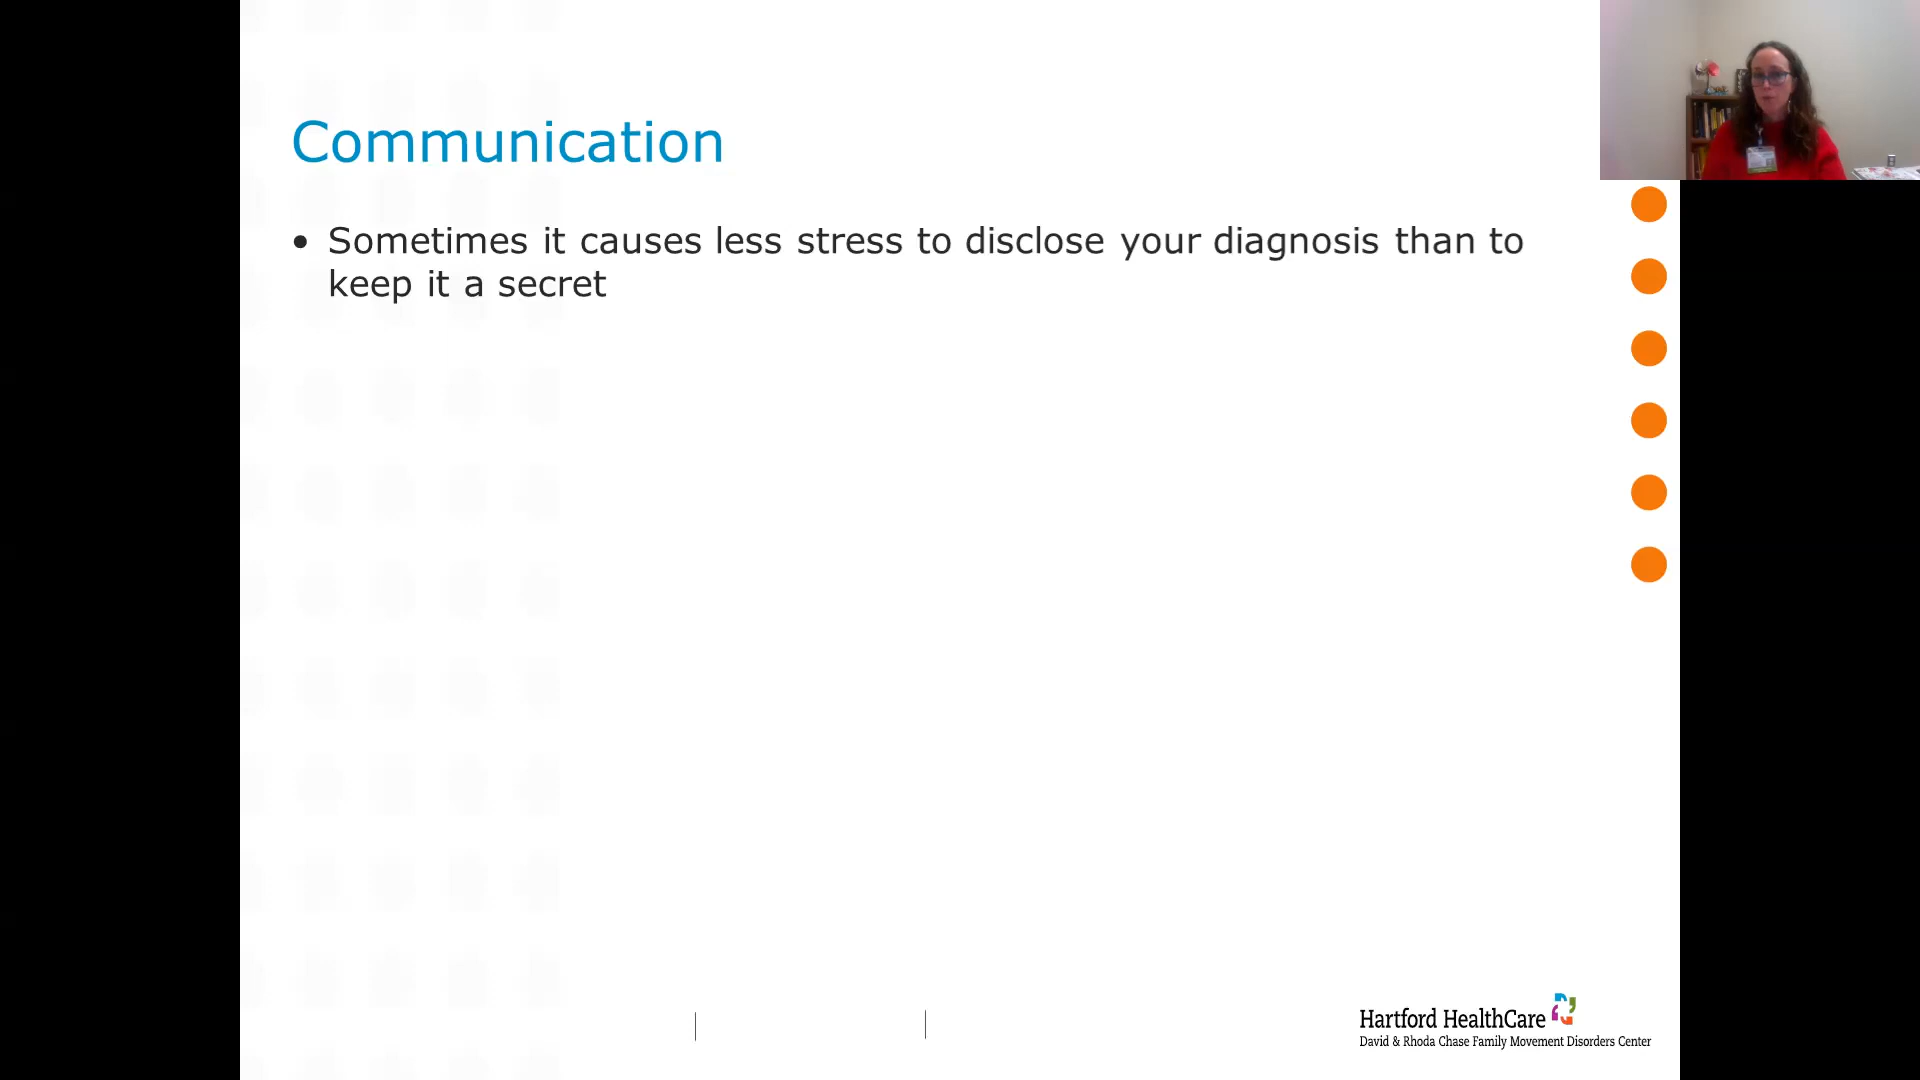 Communication
• Sometimes it causes less stress to disclose your diagnosis than to
keep it a secret
Hartford HealthCare
David & Rhoda Chase Family Movement Disorders Center